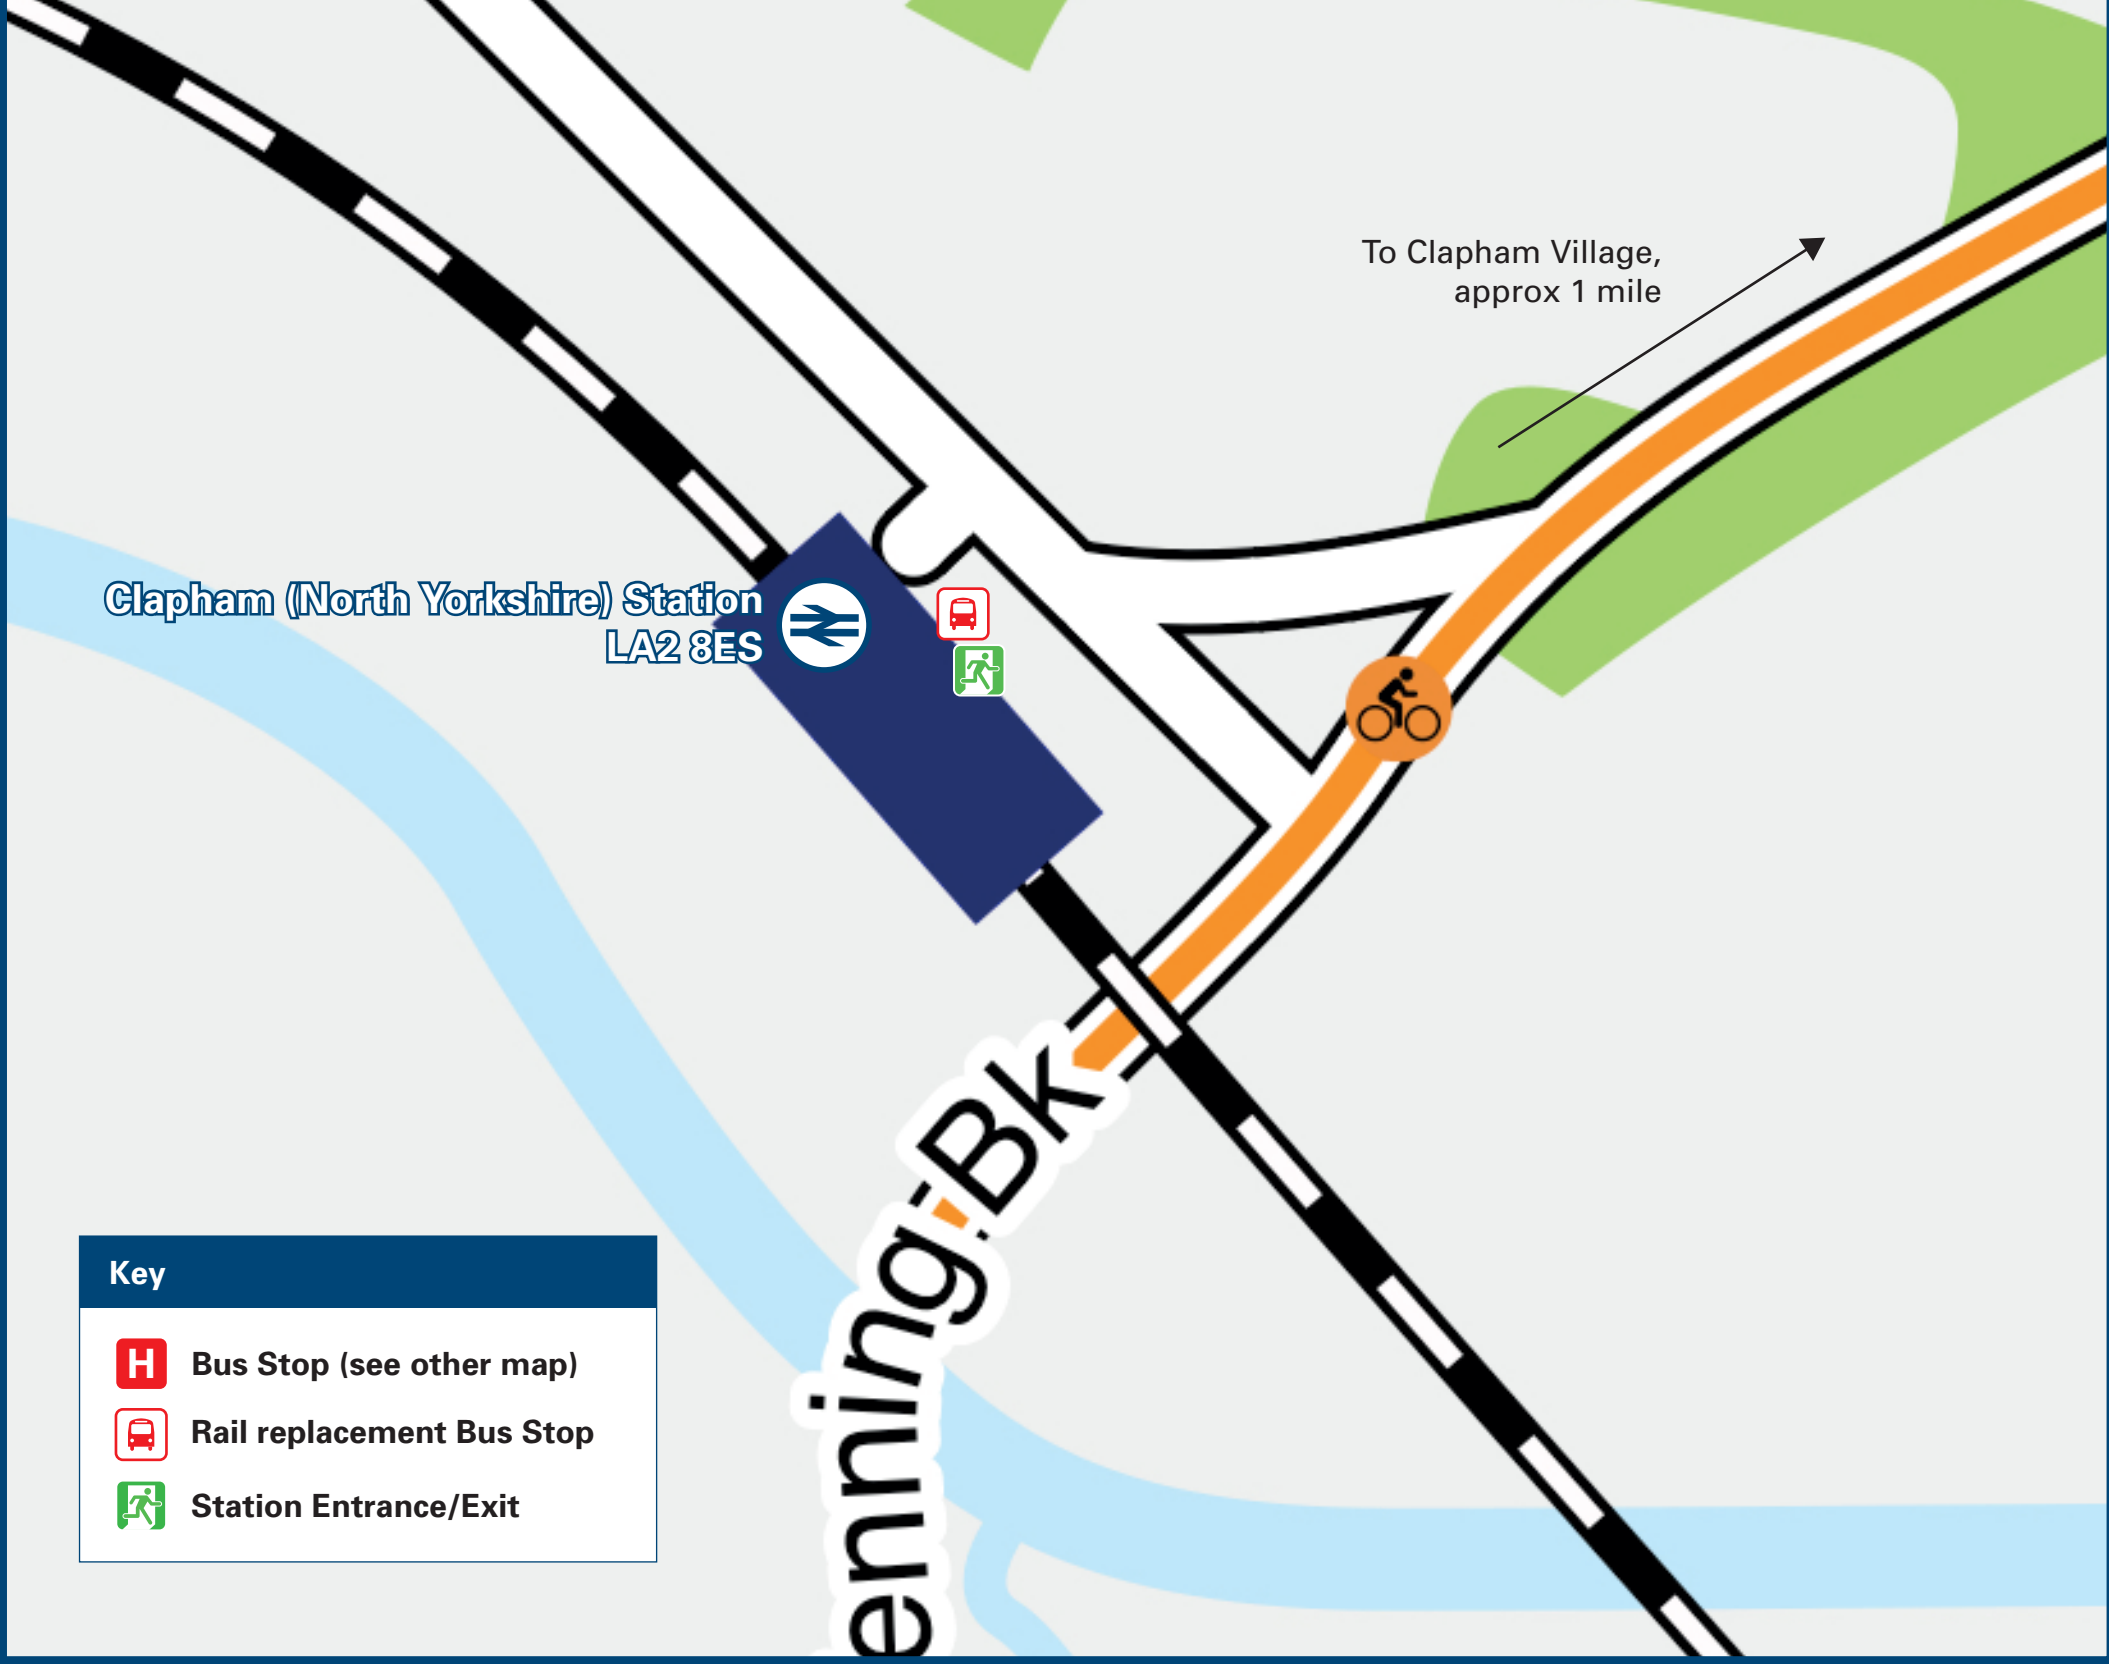 To Clapham Village,
approx 1 mile
Clapham (North Yorkshire) Station
LA2 8ES
enning Bk
Key
H Bus Stop (see other map)
Rail replacement Bus Stop
Station Entrance/Exit